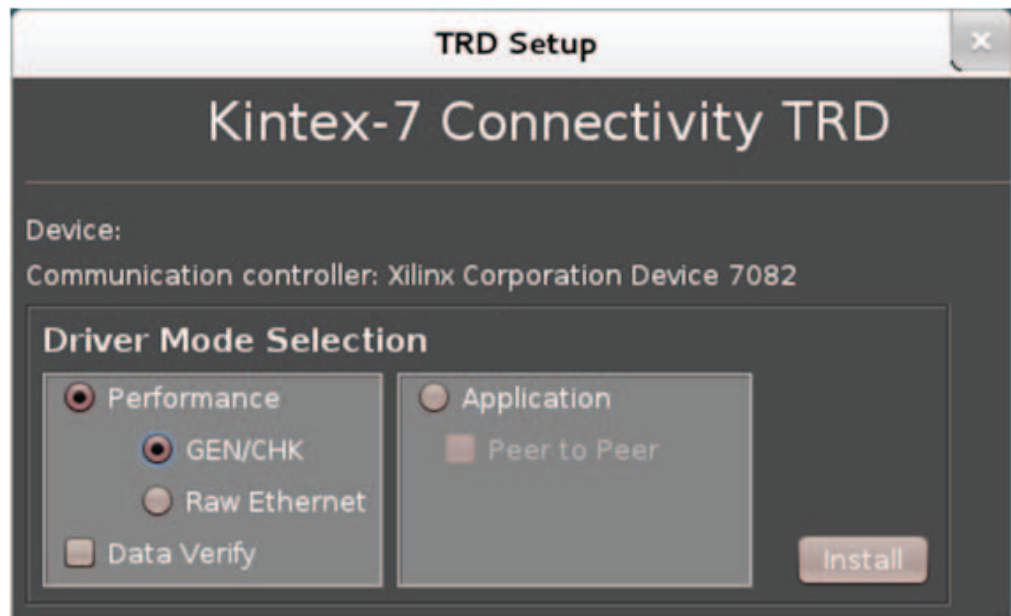 TRD Setup
Kintex-7 Connectivity TRD
Device:
Communication controller: Xilinx Corporation Device 7082
Driver Mode Selection
Performance
GEN/CHK
Raw Ethernet
Data Verify
Application
Peer to Peer
Install